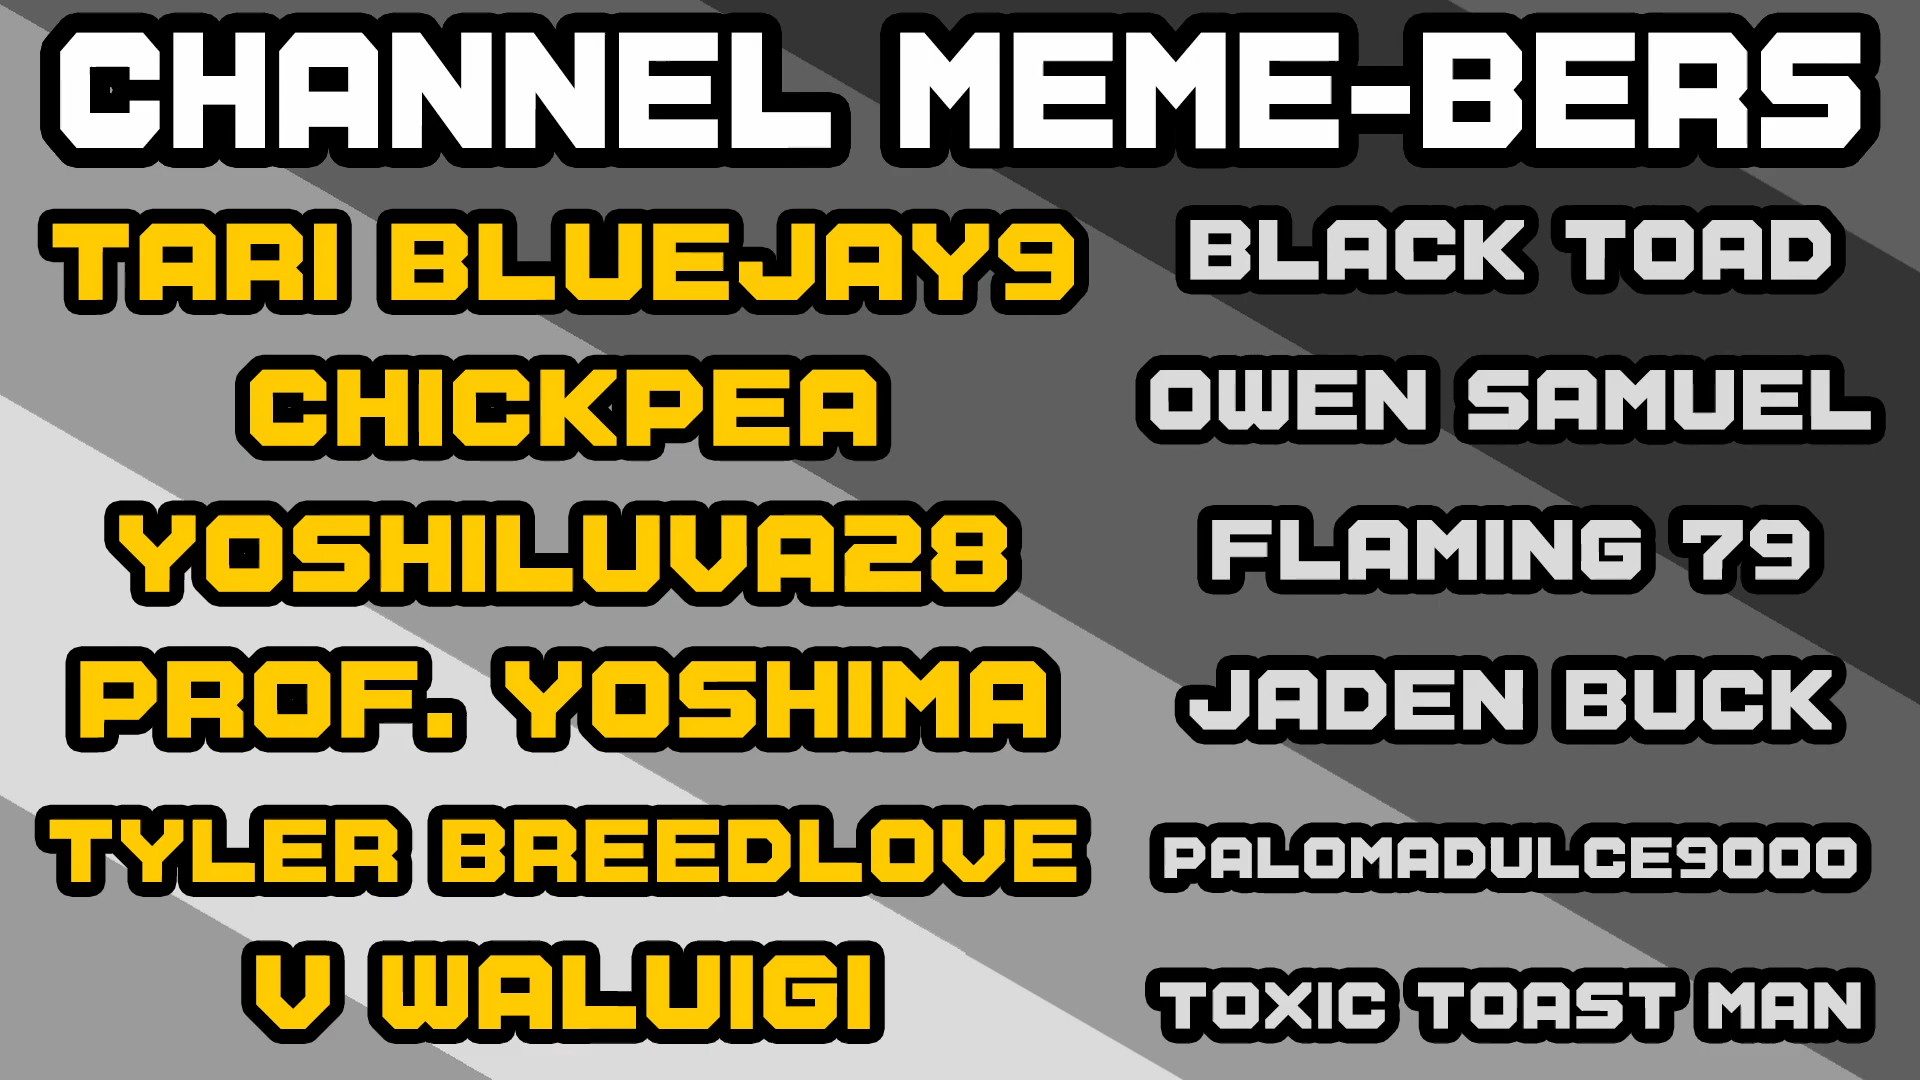 CHANNEL MEME-BERS
TARI BLUEJAY9
CHICKPEA
YOSHILUVA28
PROF. YOSHIMA
TYLER BREEDLOVE
V WALUIGI
BLACK TOAD
OWEN SAMUEL
FLAMING 79
JADEN BUCK
PALOMADULCE9000
TOXIC TOAST MAN